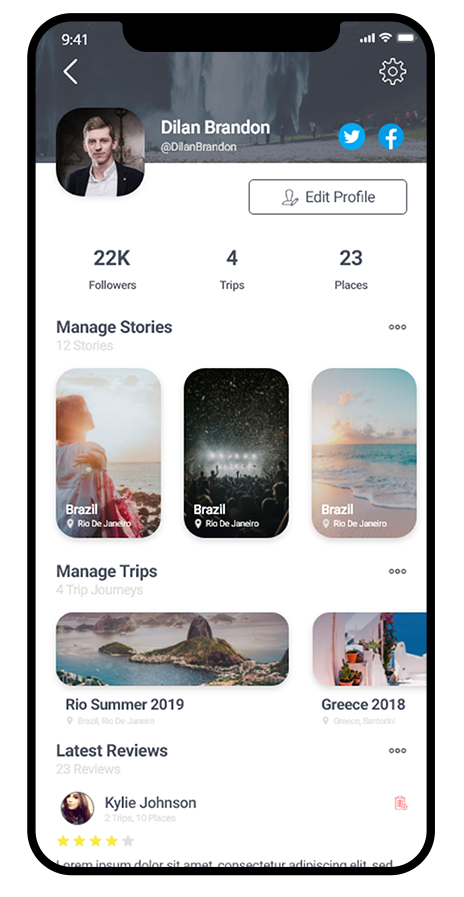 9:41
Dilan Brandon
@DilanBrandon
Edit Profile
22K 4 23
Followers Trips Places
Manage Stories
12 Stories
Brazil Brazil Brazil
Rio De Janeiro Rio De Janeiro Rio De Janeiro
Manage Trips
4 Trip Journeys
Rio Summer 2019 Greece 2018
Brazil, Rio De Janeiro Greece, Santorini
Latest Reviews
23 Reviews
Kylie Johnson
2 Trips, 10 Places
Lorem ipsum dolor sit amet, consectetur adipiscing elit, sed